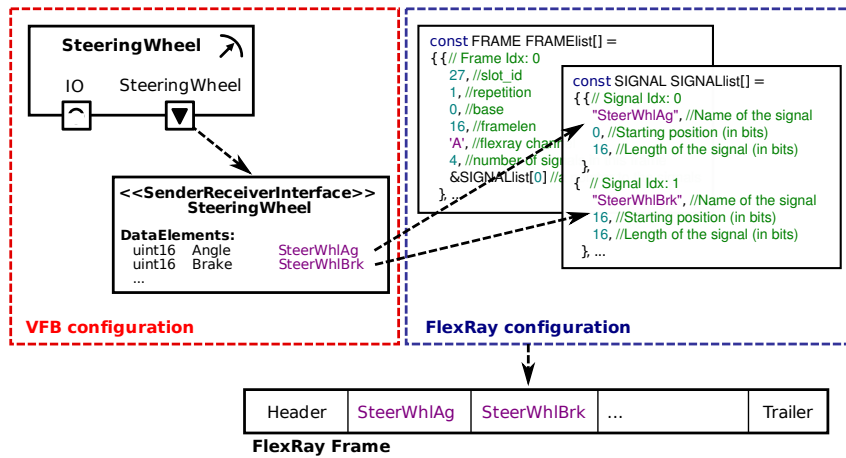 SteeringWheel
IO SteeringWheel
<<SenderReceiverInterface>>
SteeringWheel
DataElements:
uint16 Angle SteerWhlAg
uint16 Brake SteerWhlBrk
...
VFB configuration
const FRAME FRAMElist[] =
{ { // Frame Idx: 0
27, //slot_id
1, //repetition
0, //base
16, //framelen
'A', //flexray chann
4, //number of sig
&SIGNAllist[0] //a
}, ...
const SIGNAL SIGNAllist[] =
{ { // Signal Idx: 0
"SteerWhlAg", //Name of the signal
0, //Starting position (in bits)
16, //Length of the signal (in bits)
},
{ // Signal Idx: 1
"SteerWhlBrk", //Name of the signal
16, //Starting position (in bits)
16, //Length of the signal (in bits)
}, ...
FlexRay configuration
Header SteerWhlAg SteerWhlBrk ... Trailer
FlexRay Frame